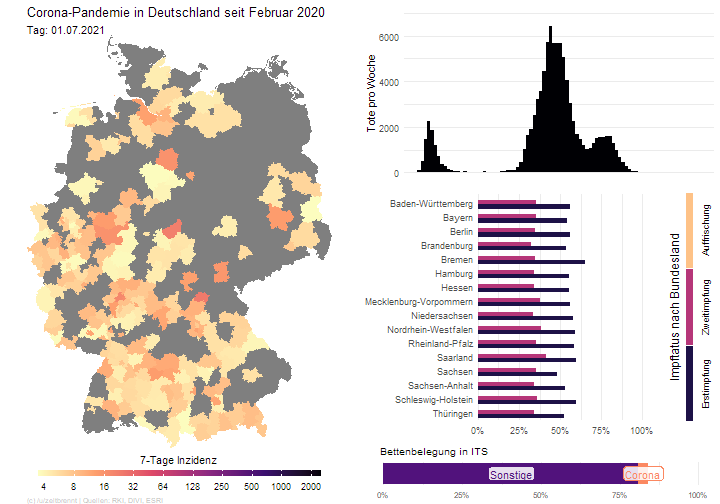 Corona-Pandemie in Deutschland seit Februar 2020
Tag: 01.07.2021
7-Tage Inzidenz
4 8 16 32 64 250 500 1000 2000
(c) /u/zeitbrennt | Quellen: RKI, DIVI, ESRI
Tote pro Woche
6000
4000
2000
0
Baden-Württemberg
Bayern
Berlin
Brandenburg
Bremen
Hamburg
Hessen
Mecklenburg-Vorpommern
Niedersachsen
Nordrhein-Westfalen
Rheinland-Pfalz
Saarland
Sachsen
Sachsen-Anhalt
Schleswig-Holstein
Thüringen
0% 25% 50% 75% 100%
Impfstatus nach Bundesland
Auffrischung
Zweitimpfung
Erstimpfung
Bettenbelegung in ITS
Sonstige
Corona
0% 25% 50% 75% 100%